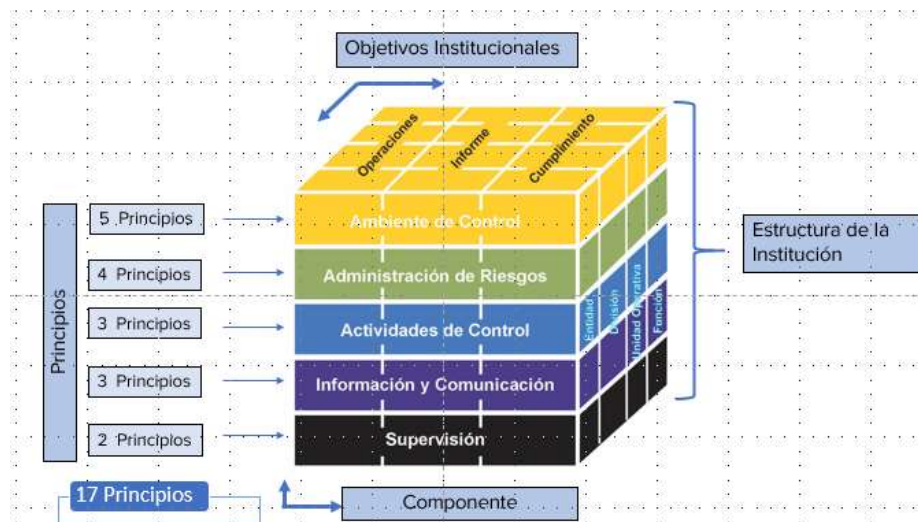 Objetivos Institucionales
Operaciones
Informe
Cumplimiento
Principios
5 Principios
Ambiente de Control
4 Principios
Administración de Riesgos
3 Principios
Actividades de Control
3 Principios
Información y Comunicación
2 Principios
Supervisión
Entidad
División
Unidad Operativa
Función
Estructura de la
Institución
17 Principios
Componente